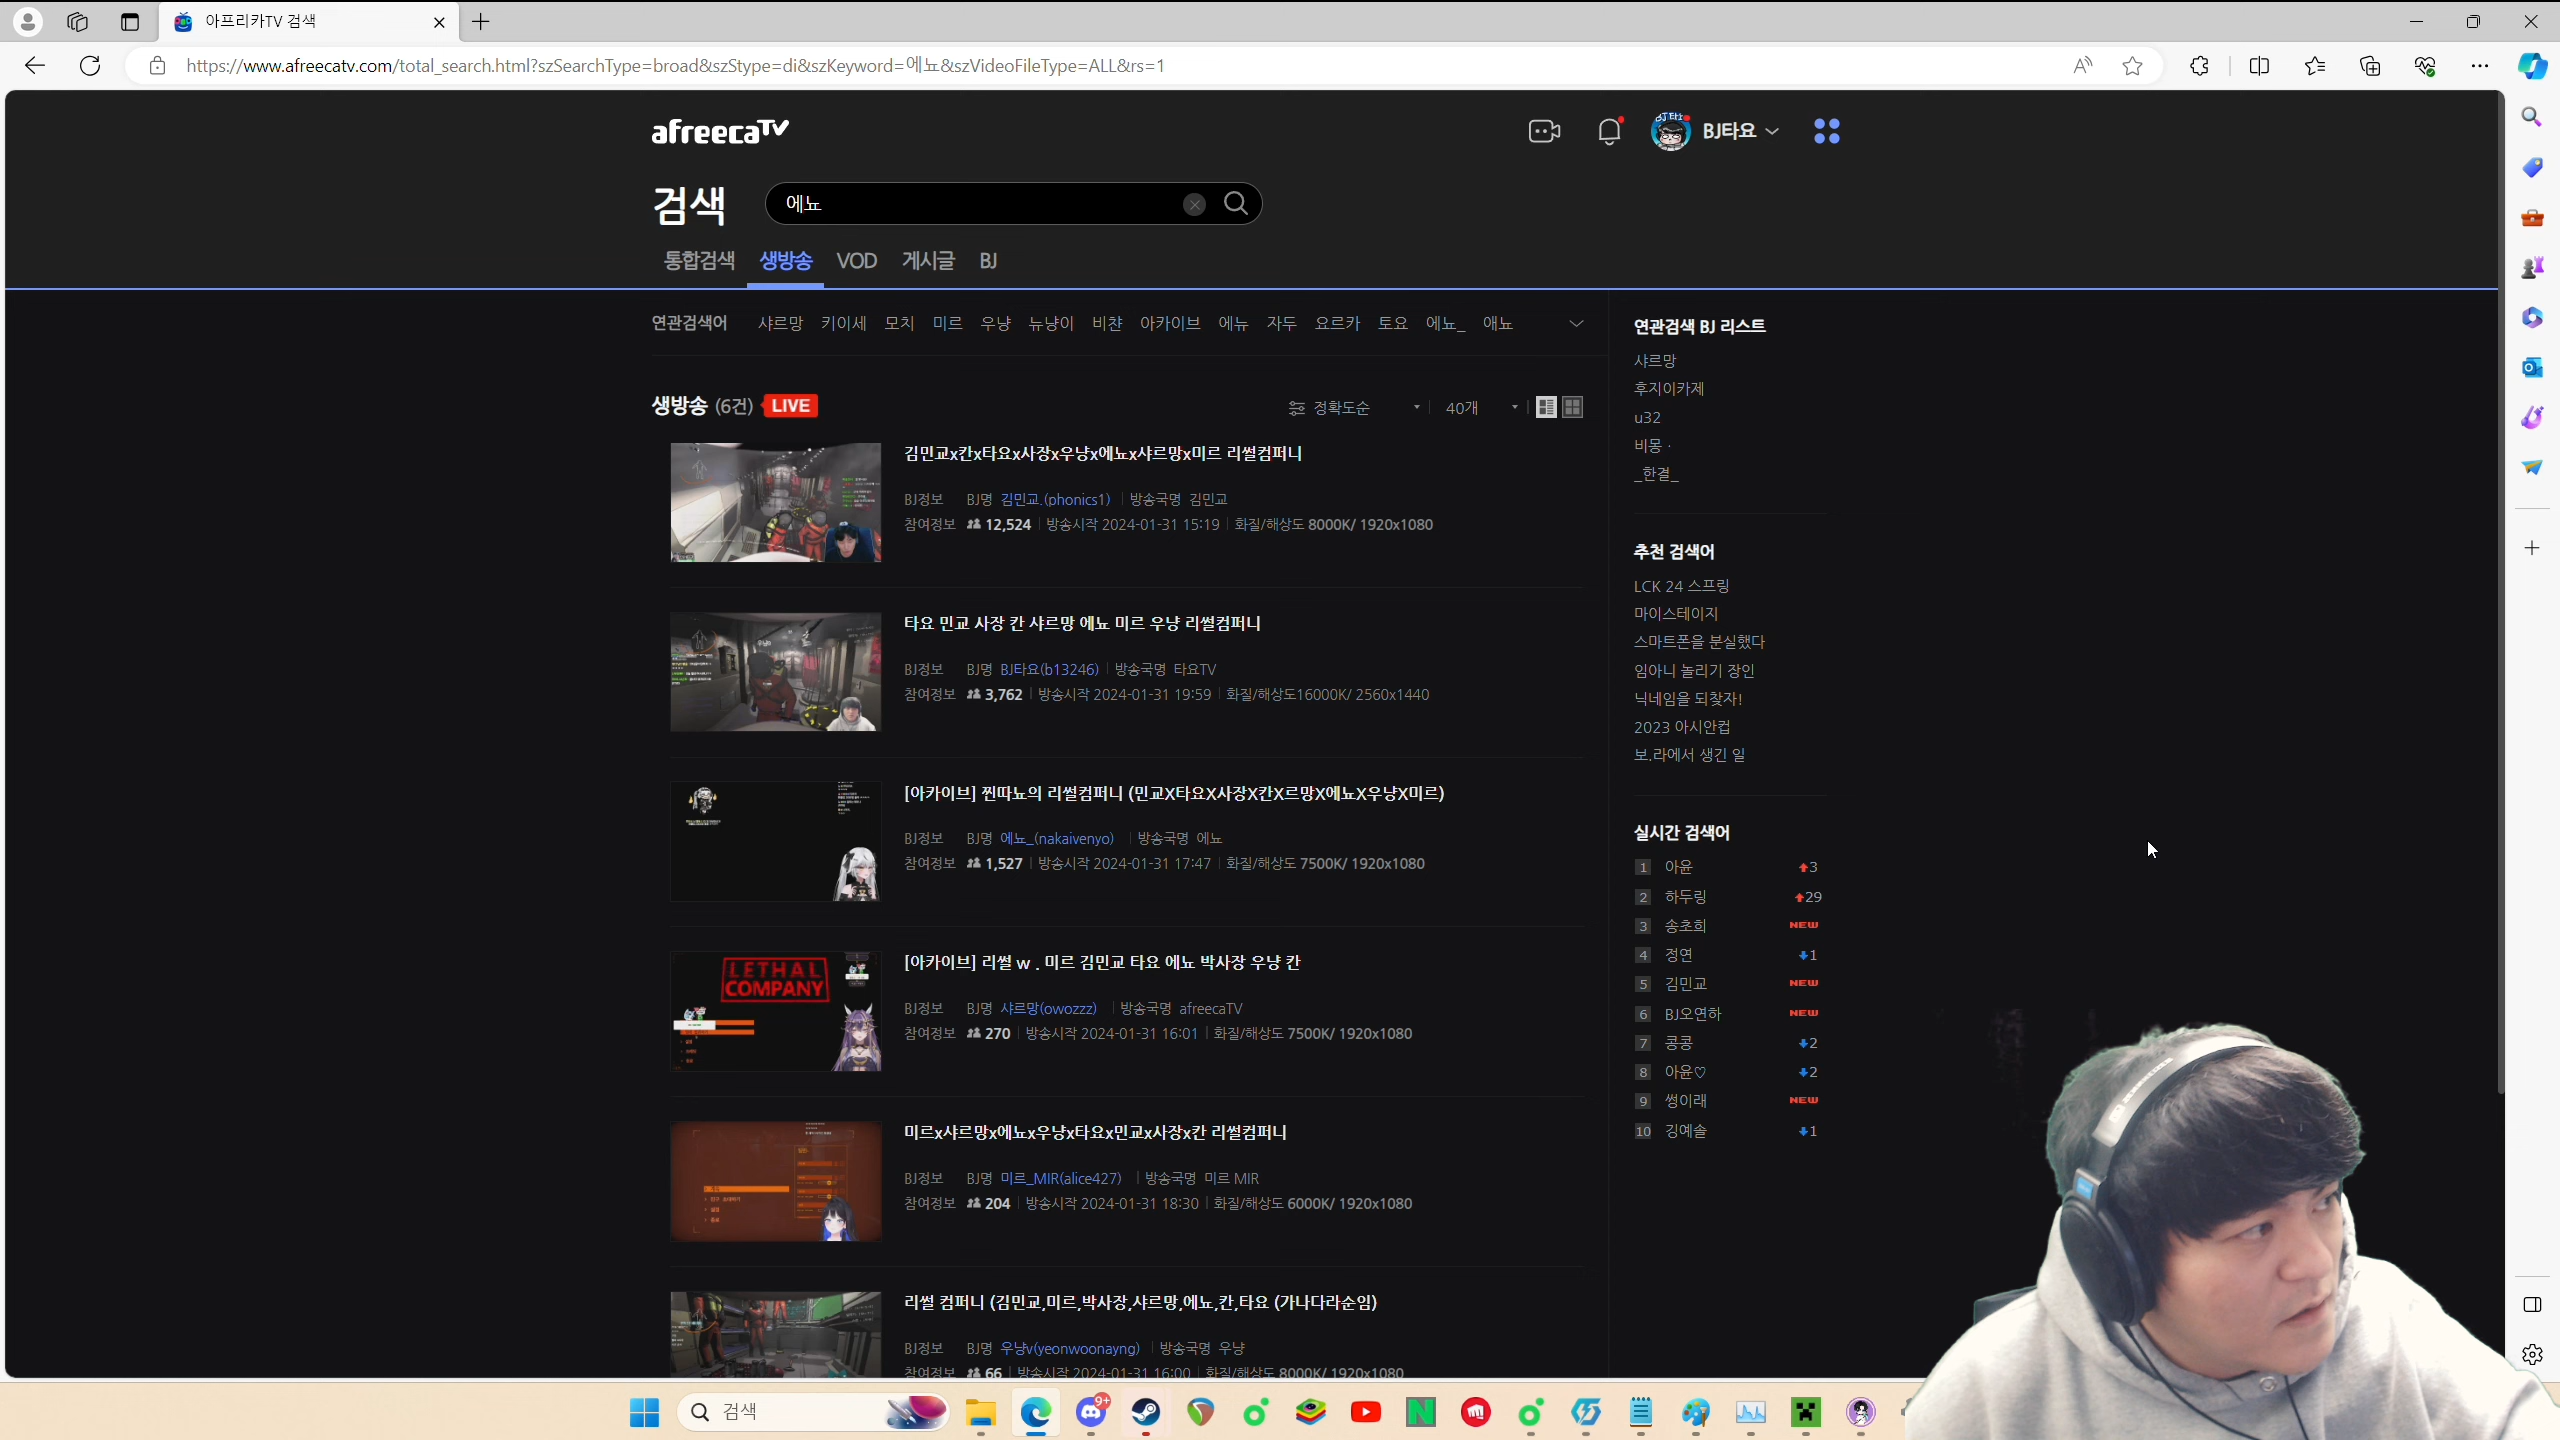 아프리카TV 검색
https://www.afreecatv.com/total_search.html?szSearchType=broad&szStype=di&szKeyword=에뇨&szVideoFileType=ALL&rs=1
afreecaTV
BJ타요
검색
에뇨
통합검색 생방송 VOD 게시글 BJ
연관검색어 샤르망 키이세 모치 미르 우냥 뉴냥이 비챤 아카이브 에뉴 자두 요르카 토요 에뇨_ 애뇨
생방송 (6건) LIVE
정확도순 40개
김민교x칸x타요x사장x우냥x에뇨x샤르망x미르 리썰컴퍼니
BJ정보 BJ명 김민교.(phonics1) 방송국명 김민교
참여정보 12,524 방송시작 2024-01-31 15:19 화질/해상도 8000K/ 1920x1080
타요 민교 사장 칸 샤르망 에뇨 미르 우냥 리썰컴퍼니
BJ정보 BJ명 BJ타요(b13246) 방송국명 타요TV
참여정보 3,762 방송시작 2024-01-31 19:59 화질/해상도16000K/ 2560x1440
[아카이브] 찐따뇨의 리썰컴퍼니 (민교X타요X사장X칸X르망X에뇨X우냥X미르)
BJ정보 BJ명 에뇨_(nakaivenyo) 방송국명 에뇨
참여정보 1,527 방송시작 2024-01-31 17:47 화질/해상도 7500K/ 1920x1080
LETHAL
COMPANY
[아카이브] 리썰 w . 미르 김민교 타요 에뇨 박사장 우냥 칸
BJ정보 BJ명 샤르망(owozzz) 방송국명 afreecaTV
참여정보 270 방송시작 2024-01-31 16:01 화질/해상도 7500K/ 1920x1080
미르x샤르망x에뇨x우냥x타요x민교x사장x칸 리썰컴퍼니
BJ정보 BJ명 미르_MIR(alice427) 방송국명 미르 MIR
참여정보 204 방송시작 2024-01-31 18:30 화질/해상도 6000K/ 1920x1080
리썰 컴퍼니 (김민교,미르,박사장,샤르망,에뇨,칸,타요 (가나다라순임)
BJ정보 BJ명 우냥v(yeonwoonayng) 방송국명 우냥
참여정보 66 방송시작 2024-01-31 16:00 화질/해상도 8000K/ 1920x1080
연관검색 BJ 리스트
샤르망
후지이카제
u32
비몽 ·
_한결_
추천 검색어
LCK 24 스프링
마이스테이지
스마트폰을 분실했다
임아니 놀리기 장인
닉네임을 되찾자!
2023 아시안컵
보.라에서 생긴 일
실시간 검색어
1 아윤 3
2 하두링 29
3 송초희 NEW
4 정연 1
5 김민교 NEW
6 BJ오연하 NEW
7 콩콩 2
8 아윤♡ 2
9 썽이래 NEW
10 깅예솔 1
검색
9+